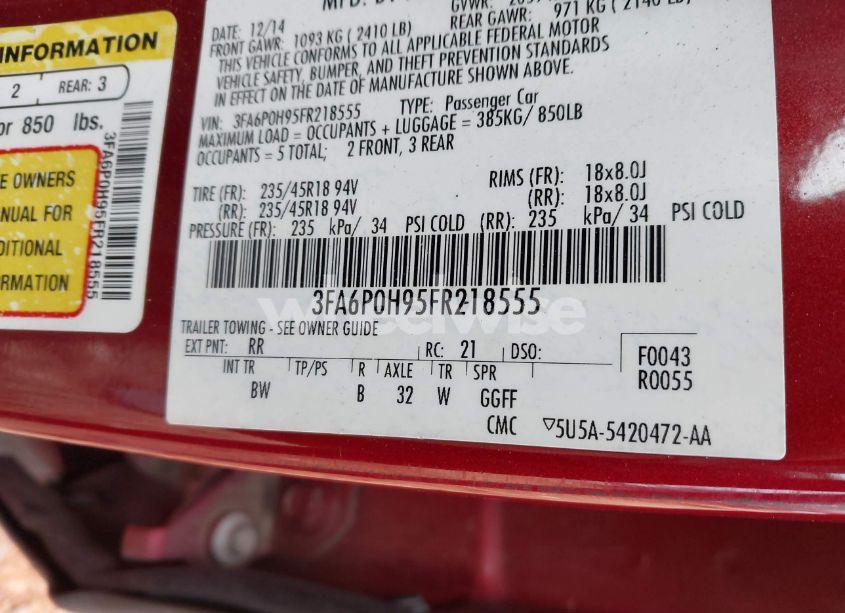 INFORMATION
2 REAR: 3
or 850 lbs.
E OWNERS
NUAL FOR
DITIONAL
FORMATION
3FA6P0H95FR218555
MFD. BY
GVWR:
DATE: 12/14
REAR GAWR: 971 KG ( 2140 LB)
FRONT GAWR: 1093 KG ( 2410 LB)
THIS VEHICLE CONFORMS TO ALL APPLICABLE FEDERAL MOTOR
VEHICLE SAFETY, BUMPER, AND THEFT PREVENTION STANDARDS
IN EFFECT ON THE DATE OF MANUFACTURE SHOWN ABOVE.
VIN: 3FA6P0H95FR218555 TYPE: Passenger Car
MAXIMUM LOAD = OCCUPANTS + LUGGAGE = 385KG/ 850LB
OCCUPANTS = 5 TOTAL; 2 FRONT, 3 REAR
TIRE (FR): 235/45R18 94V RIMS (FR): 18x8.0J
(RR): 235/45R18 94V (RR): 18x8.0J
PRESSURE (FR): 235 kPa/ 34 PSI COLD (RR): 235 kPa/ 34 PSI COLD
3FA6P0H95FR218555
wheelwise
TRAILER TOWING - SEE OWNER GUIDE
EXT PNT: RR RC: 21 DSO: F0043
INT TR TP/PS R AXLE TR SPR R0055
BW B 32 W GGFF
CMC ▽5U5A-5420472-AA